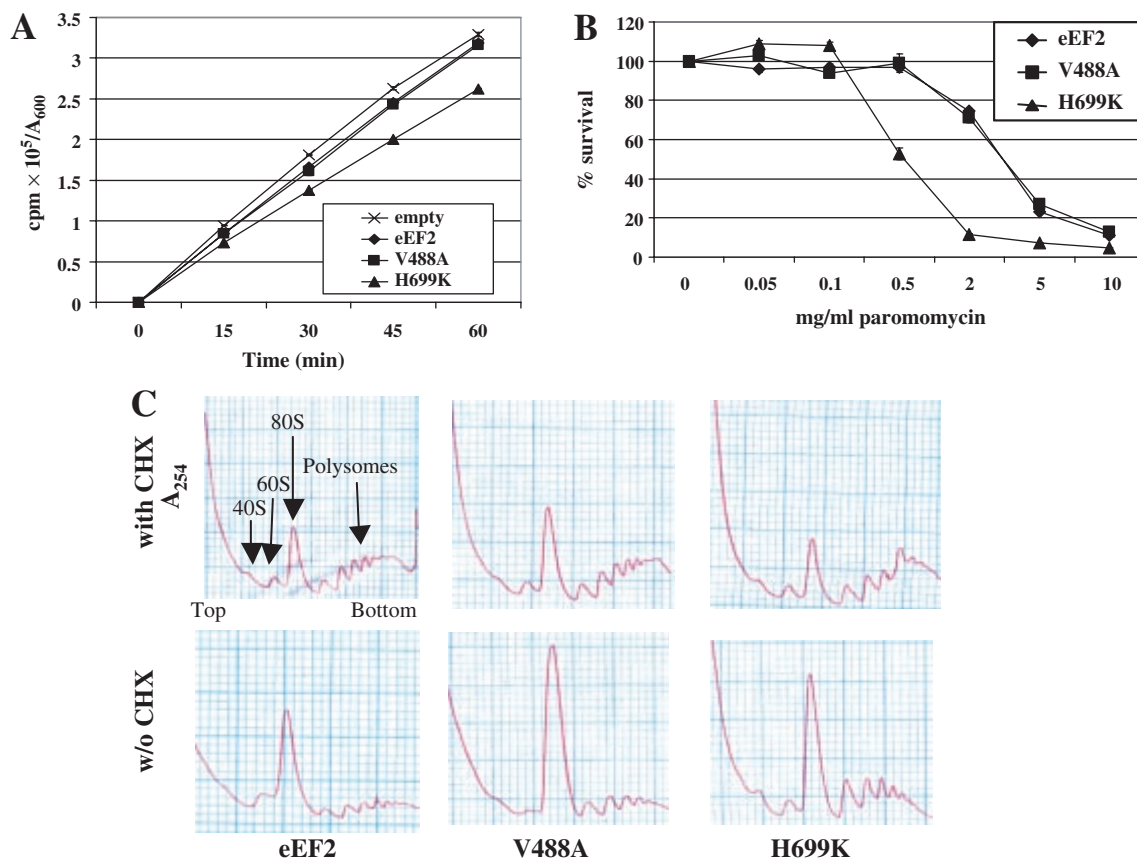 A
cpm × 10⁵/A₆₀₀
3.5
3
2.5
2
1.5
1
0.5
0
0 15 30 45 60
Time (min)
empty
eEF2
V488A
H699K
B
% survival
120
100
80
60
40
20
0
0 0.05 0.1 0.5 2 5 10
mg/ml paromomycin
eEF2
V488A
H699K
C
with CHX
A₂₅₄
80S
Polysomes
60S
40S
Top Bottom
w/o CHX
eEF2 V488A H699K